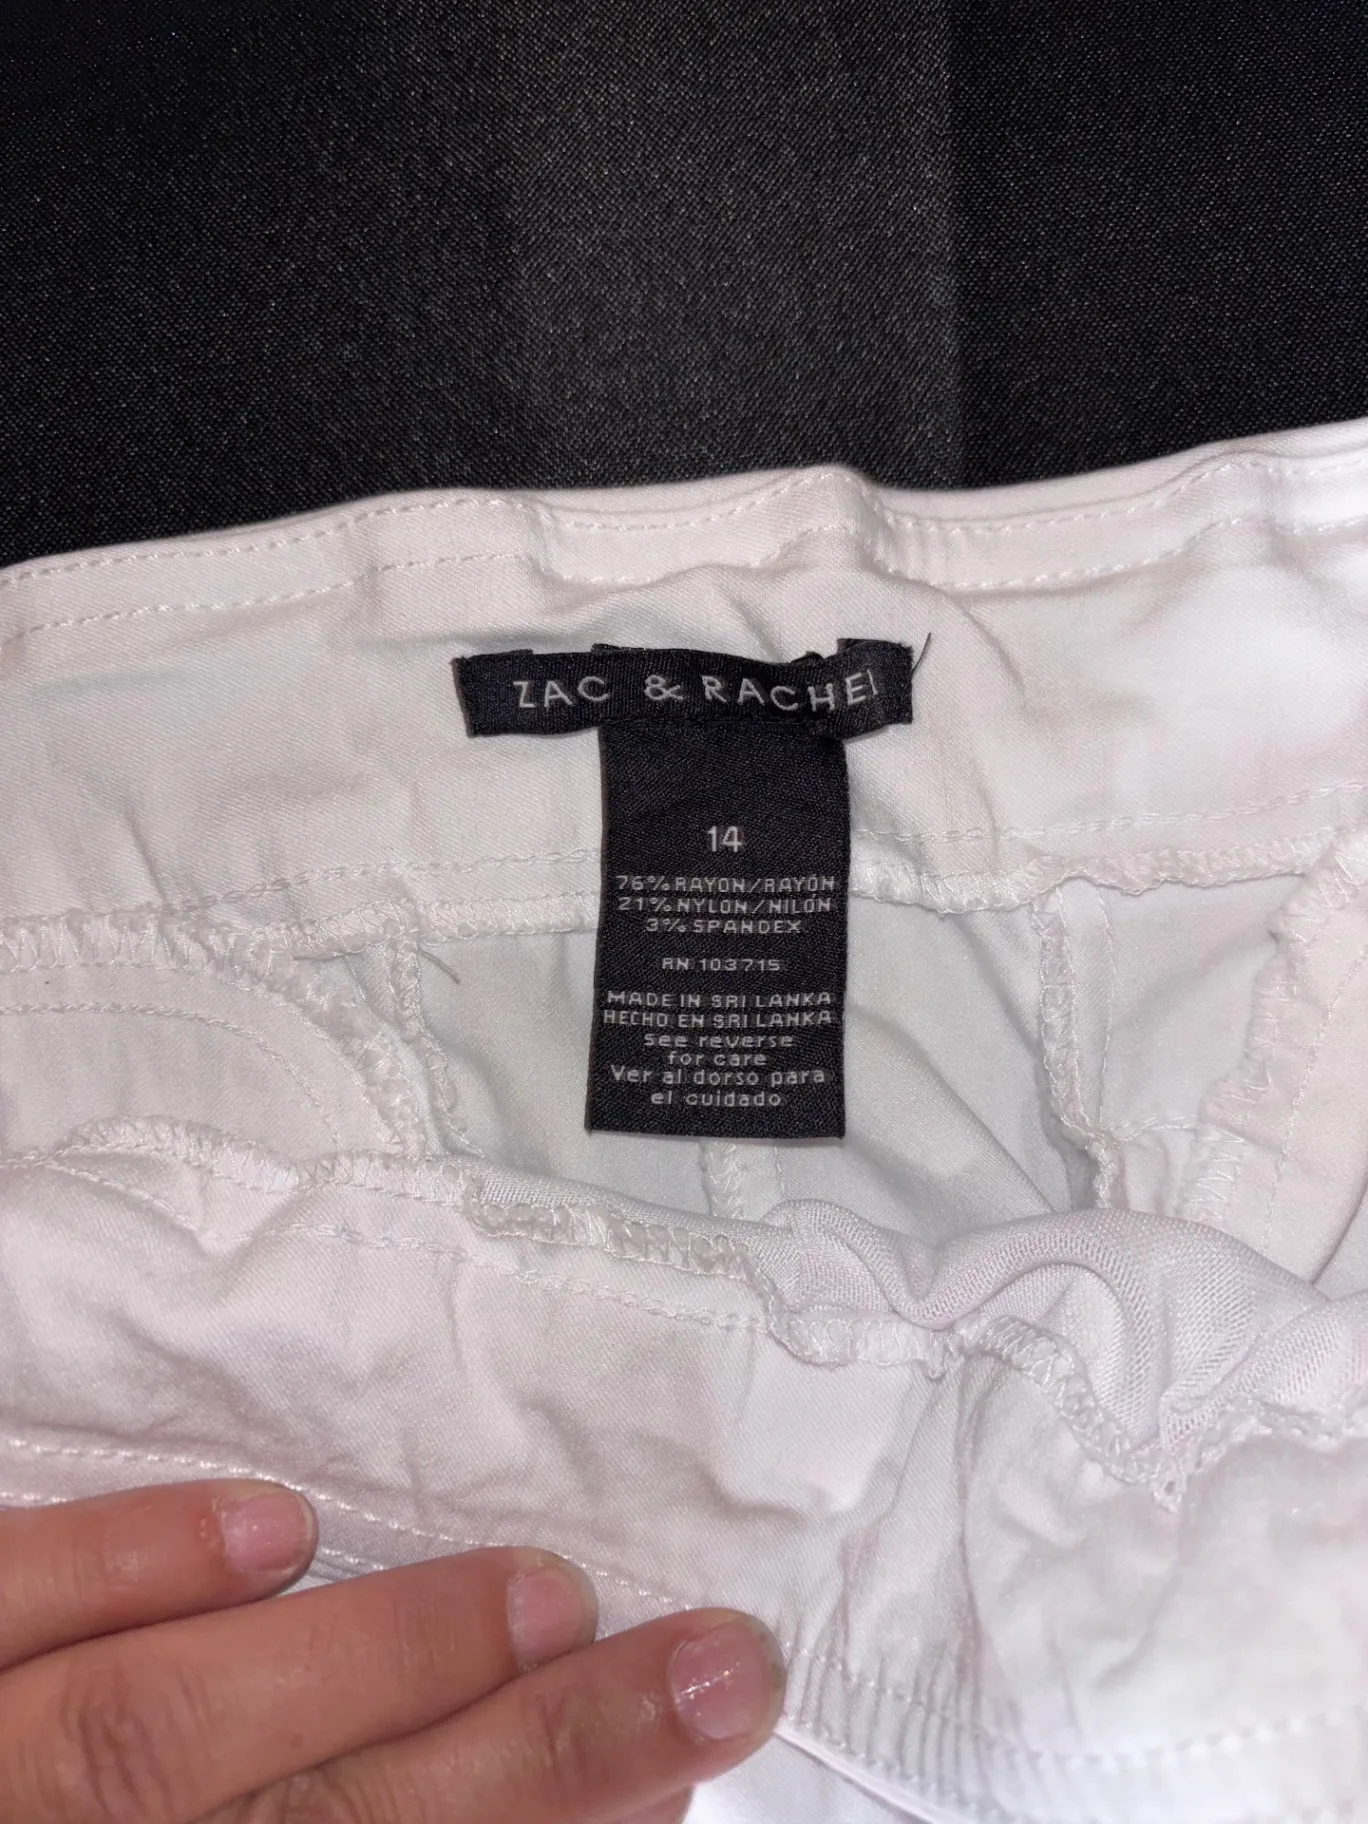 ZAC & RACHEL
14
76% RAYON/RAYÓN
21% NYLON/NILÓN
3% SPANDEX
RN 103715
MADE IN SRI LANKA
HECHO EN SRI LANKA
see reverse
for care
Ver al dorso para
el cuidado